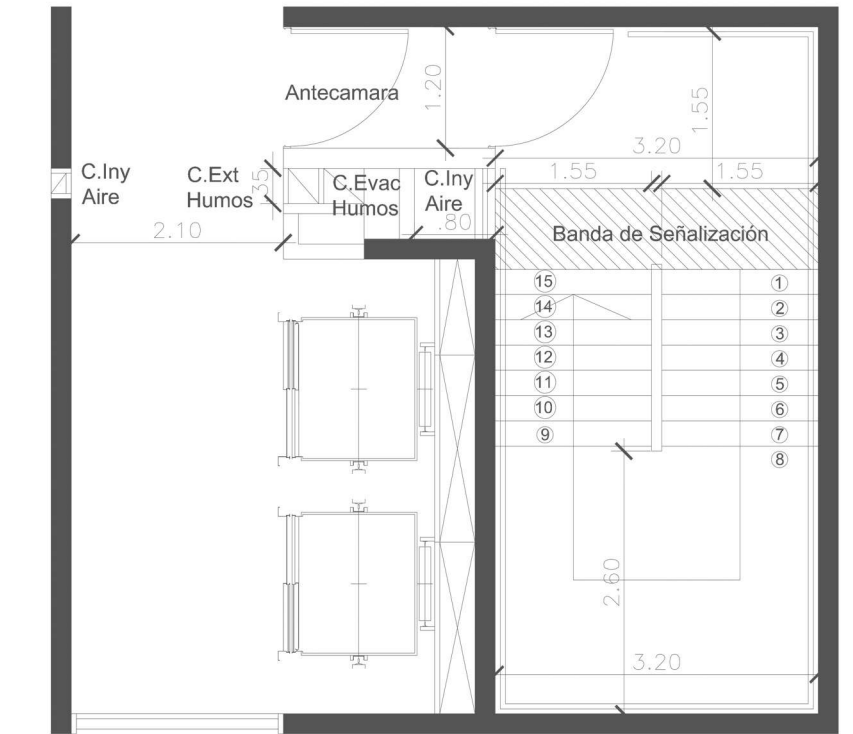 Antecamara
1.20
1.55
3.20
C.Iny
Aire
C.Ext
Humos
.35
C.Evac
Humos
C.Iny
Aire
1.55
1.55
2.10
.80
Banda de Señalización
15
1
14
2
13
3
12
4
11
5
10
6
9
7
8
2.60
3.20